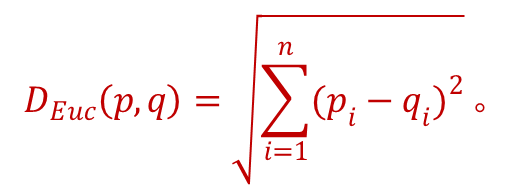 $D_{Euc}(p,q) = \sqrt{\sum_{i=1}^{n}(p_i - q_i)^2}$ 。